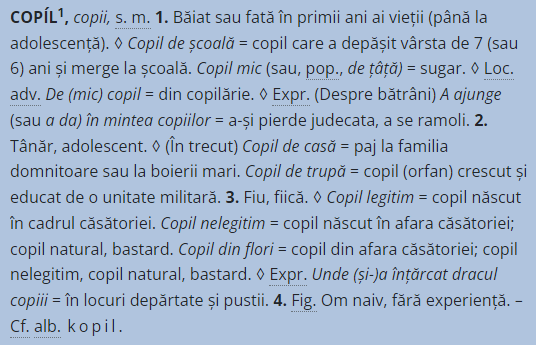 COPÍL¹, copii, s. m. 1. Băiat sau fată în primii ani ai vieții (până la
adolescență). ◊ Copil de școală = copil care a depășit vârsta de 7 (sau
6) ani și merge la școală. Copil mic (sau, pop., de țâță) = sugar. ◊ Loc.
adv. De (mic) copil = din copilărie. ◊ Expr. (Despre bătrâni) A ajunge
(sau a da) în mintea copiilor = a-și pierde judecata, a se ramoli. 2.
Tânăr, adolescent. ◊ (În trecut) Copil de casă = paj la familia
domnitoare sau la boierii mari. Copil de trupă = copil (orfan) crescut și
educat de o unitate militară. 3. Fiu, fiică. ◊ Copil legitim = copil născut
în cadrul căsătoriei. Copil nelegitim = copil născut în afara căsătoriei;
copil natural, bastard. Copil din flori = copil din afara căsătoriei; copil
nelegitim, copil natural, bastard. ◊ Expr. Unde (și-)a înțărcat dracul
copiii = în locuri depărtate și pustii. 4. Fig. Om naiv, fără experiență. –
Cf. alb. kopil.